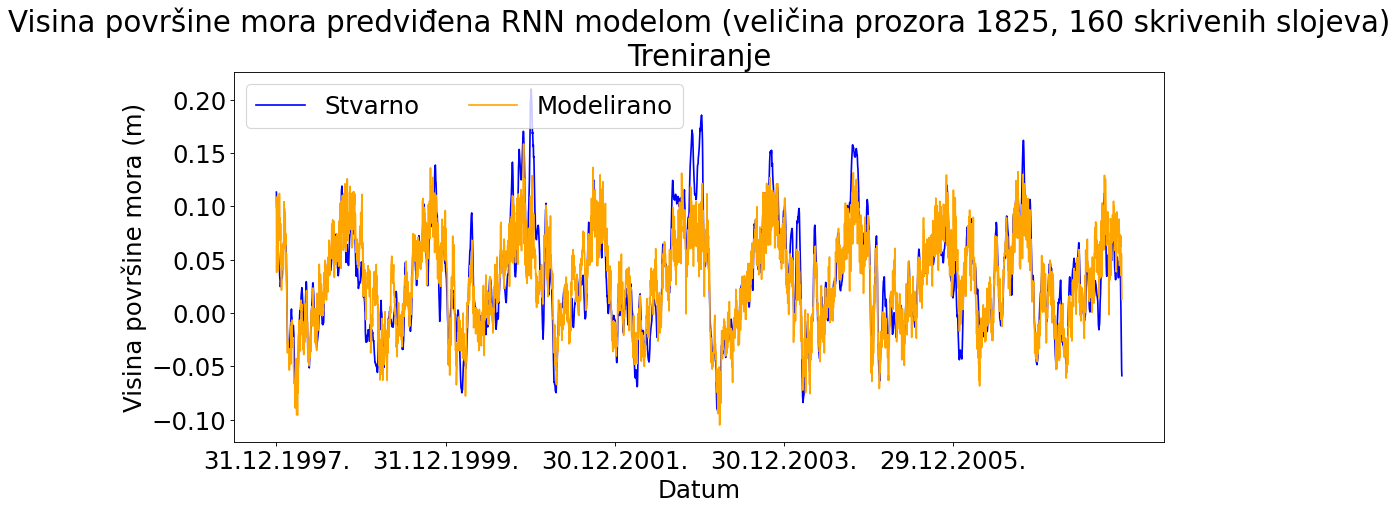 Visina površine mora predviđena RNN modelom (veličina prozora 1825, 160 skrivenih slojeva)
Treniranje
Stvarno Modelirano
Visina površine mora (m)
0.20
0.15
0.10
0.05
0.00
−0.05
−0.10
31.12.1997. 31.12.1999. 30.12.2001. 30.12.2003. 29.12.2005.
Datum